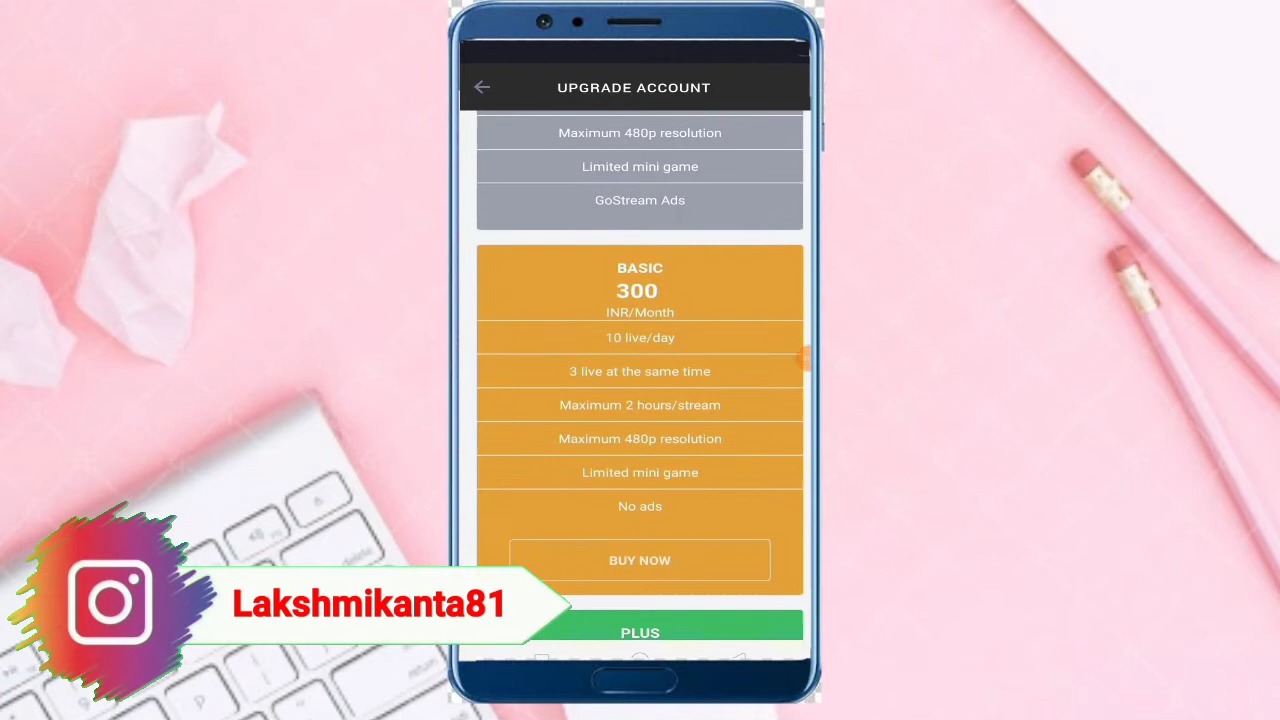 UPGRADE ACCOUNT
Maximum 480p resolution
Limited mini game
GoStream Ads
BASIC
300
INR/Month
10 live/day
3 live at the same time
Maximum 2 hours/stream
Maximum 480p resolution
Limited mini game
No ads
BUY NOW
PLUS
Lakshmikanta81
delete
return